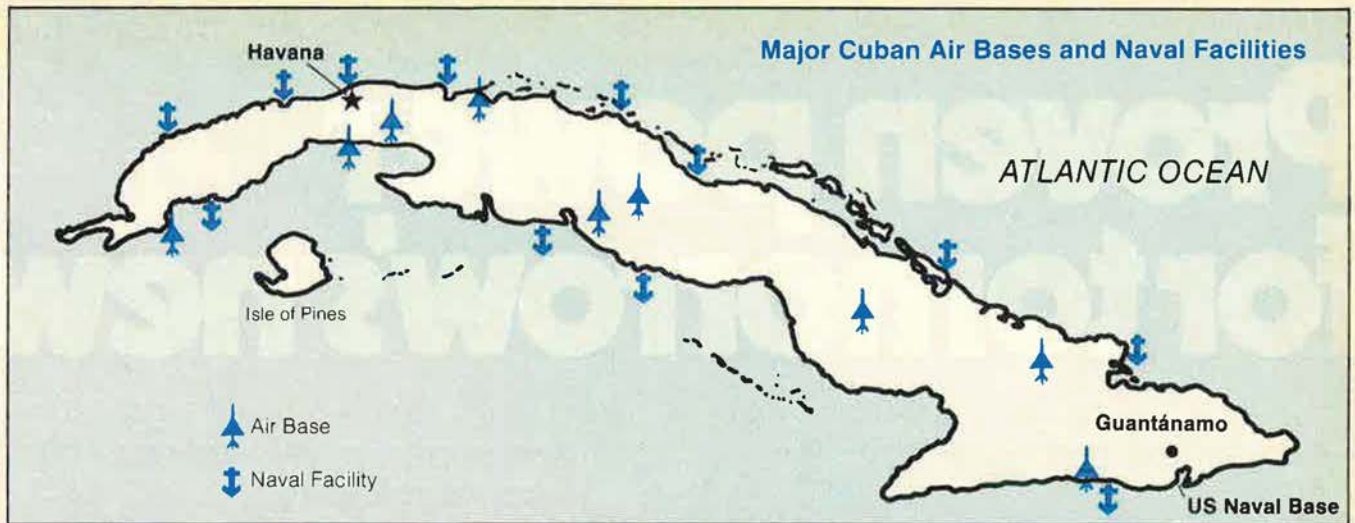 Havana
Major Cuban Air Bases and Naval Facilities
ATLANTIC OCEAN
Isle of Pines
Air Base
Naval Facility
Guantánamo
US Naval Base